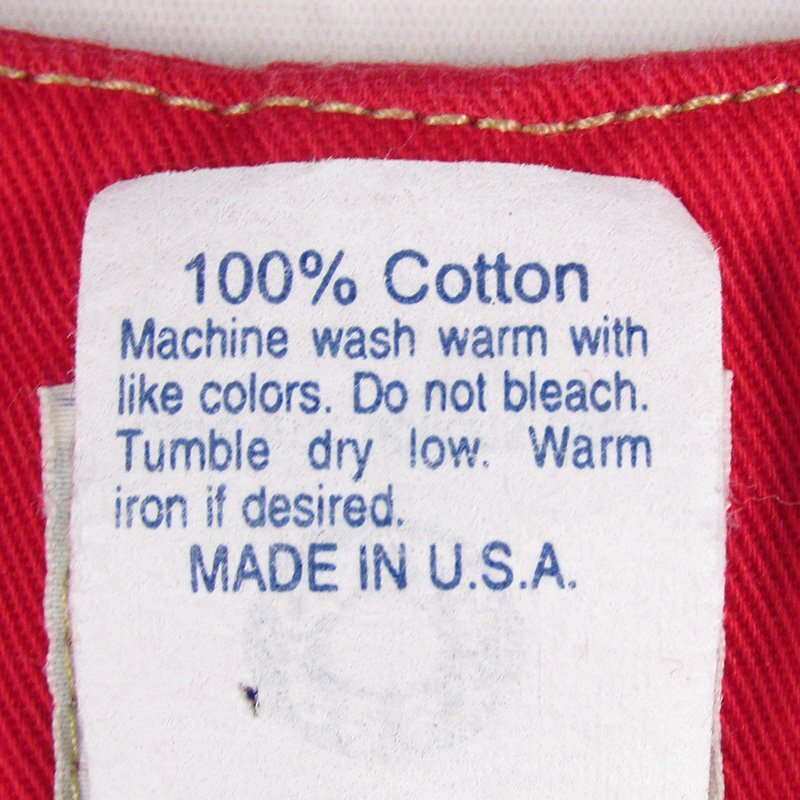 100% Cotton
Machine wash warm with
like colors. Do not bleach.
Tumble dry low. Warm
iron if desired.
MADE IN U.S.A.